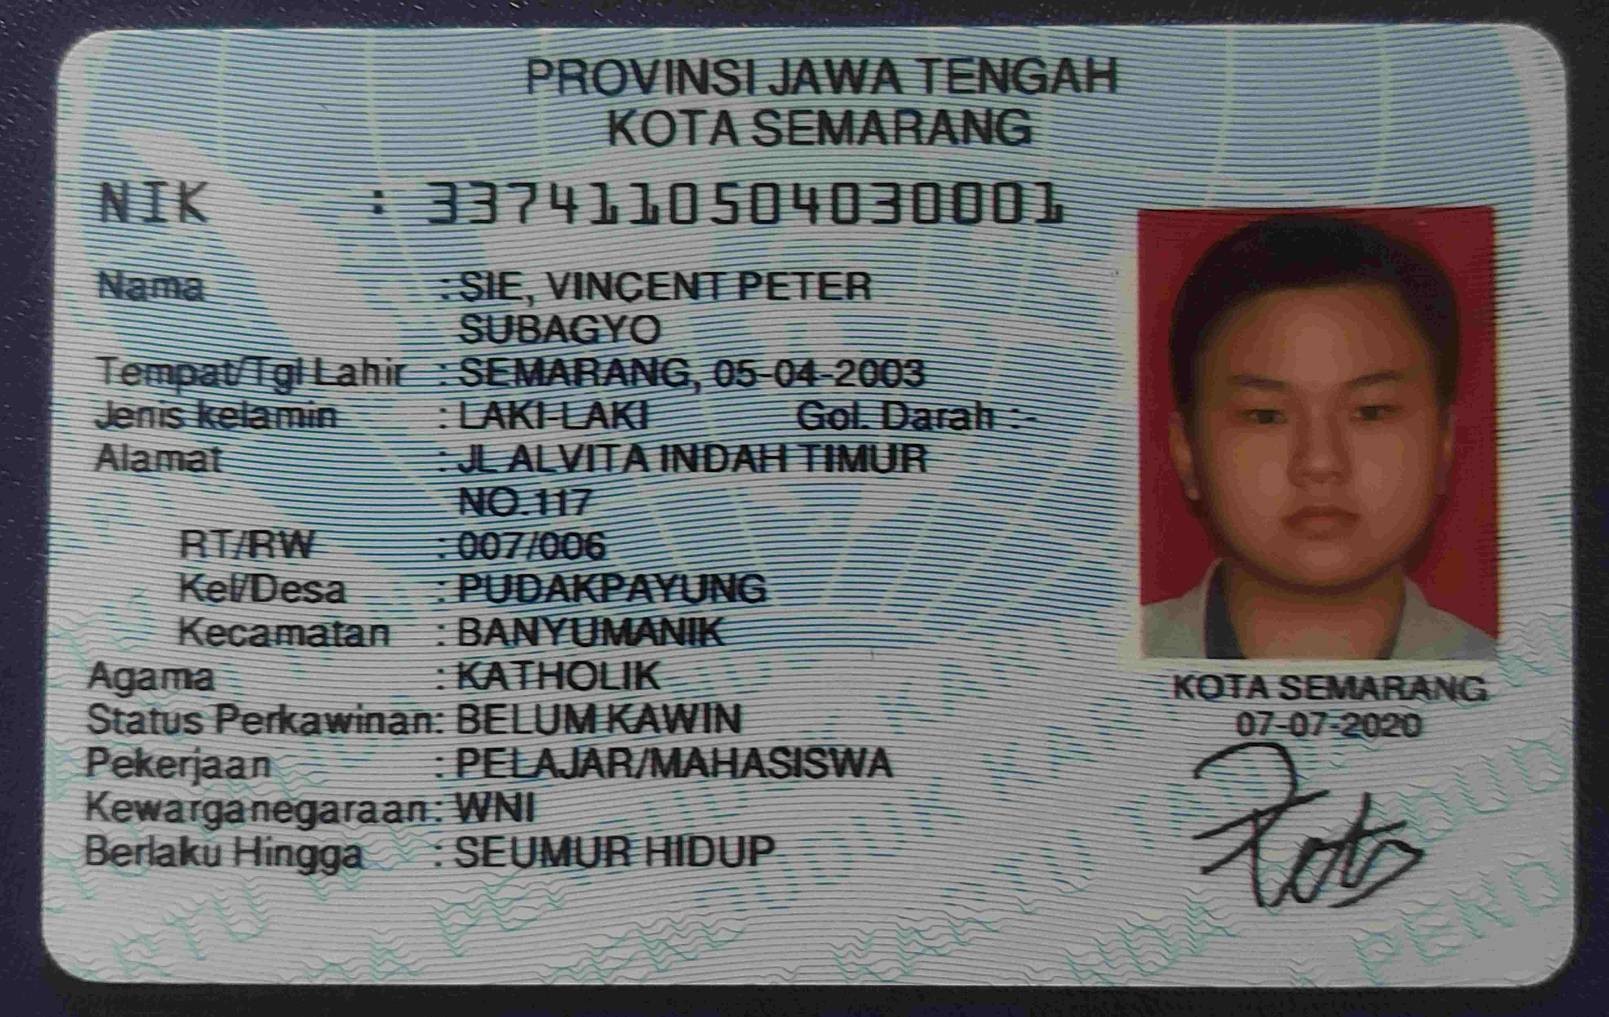 PROVINSI JAWA TENGAH
KOTA SEMARANG
NIK : 3374110504030001
Nama : SIE, VINCENT PETER
SUBAGYO
Tempat/Tgl Lahir : SEMARANG, 05-04-2003
Jenis kelamin : LAKI-LAKI Gol. Darah :-
Alamat : JL ALVITA INDAH TIMUR
NO.117
RT/RW : 007/006
Kel/Desa : PUDAKPAYUNG
Kecamatan : BANYUMANIK
Agama : KATHOLIK
Status Perkawinan: BELUM KAWIN
Pekerjaan : PELAJAR/MAHASISWA
Kewarganegaraan: WNI
Berlaku Hingga : SEUMUR HIDUP
KOTA SEMARANG
07-07-2020